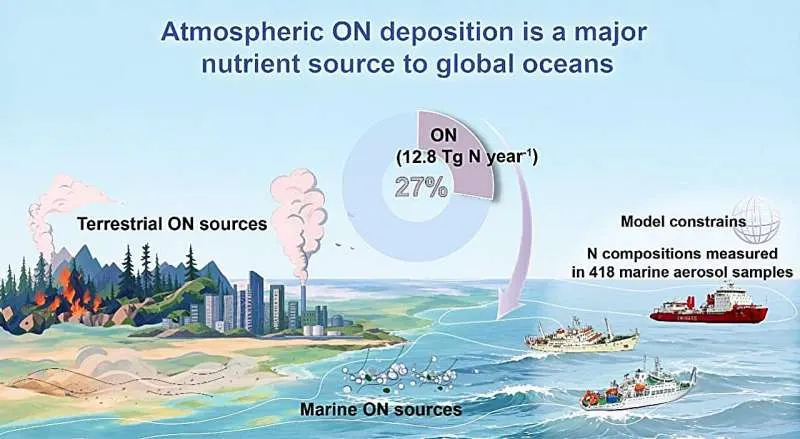 Atmospheric ON deposition is a major
nutrient source to global oceans
ON
(12.8 Tg N year-1)
27%
Terrestrial ON sources
Model constrains
N compositions measured
in 418 marine aerosol samples
Marine ON sources